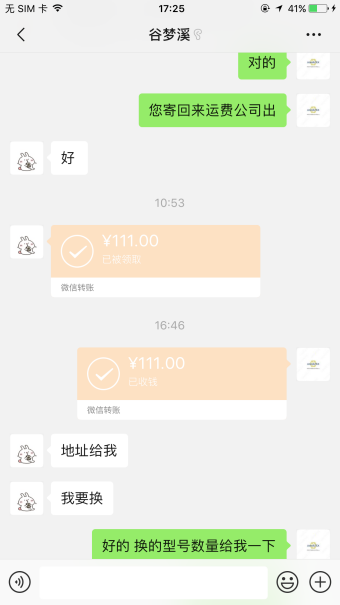 无 SIM 卡
17:25
41%
谷梦溪
对的
您寄回来运费公司出
好
10:53
¥111.00
已被领取
微信转账
16:46
¥111.00
已收钱
微信转账
地址给我
我要换
好的 换的型号数量给我一下